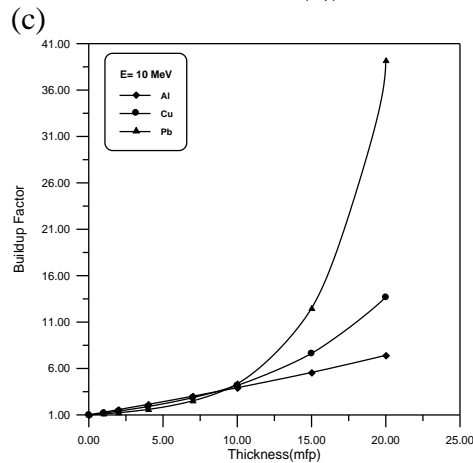 (c)
41.00
36.00
31.00
26.00
21.00
16.00
11.00
6.00
1.00
Buildup Factor
E= 10 MeV
Al
Cu
Pb
0.00 5.00 10.00 15.00 20.00 25.00
Thickness(mfp)